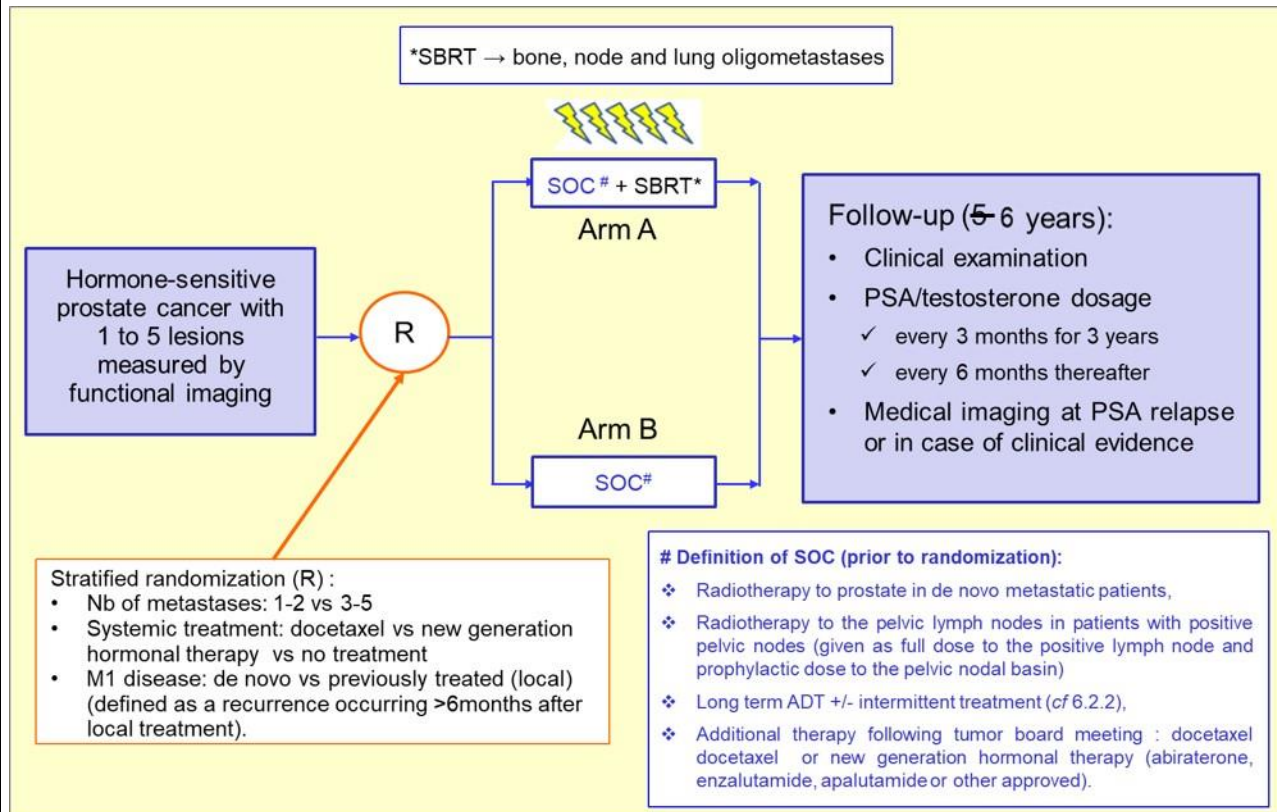 *SBRT → bone, node and lung oligometastases
SOC# + SBRT*
Arm A
Hormone-sensitive
prostate cancer with
1 to 5 lesions
measured by
functional imaging
R
Arm B
SOC#
Follow-up (5 6 years):
• Clinical examination
• PSA/testosterone dosage
✓ every 3 months for 3 years
✓ every 6 months thereafter
• Medical imaging at PSA relapse
or in case of clinical evidence
Stratified randomization (R) :
• Nb of metastases: 1-2 vs 3-5
• Systemic treatment: docetaxel vs new generation
hormonal therapy vs no treatment
• M1 disease: de novo vs previously treated (local)
(defined as a recurrence occurring >6months after
local treatment).
# Definition of SOC (prior to randomization):
❖ Radiotherapy to prostate in de novo metastatic patients,
❖ Radiotherapy to the pelvic lymph nodes in patients with positive
pelvic nodes (given as full dose to the positive lymph node and
prophylactic dose to the pelvic nodal basin)
❖ Long term ADT +/- intermittent treatment (cf 6.2.2),
❖ Additional therapy following tumor board meeting : docetaxel
docetaxel or new generation hormonal therapy (abiraterone,
enzalutamide, apalutamide or other approved).